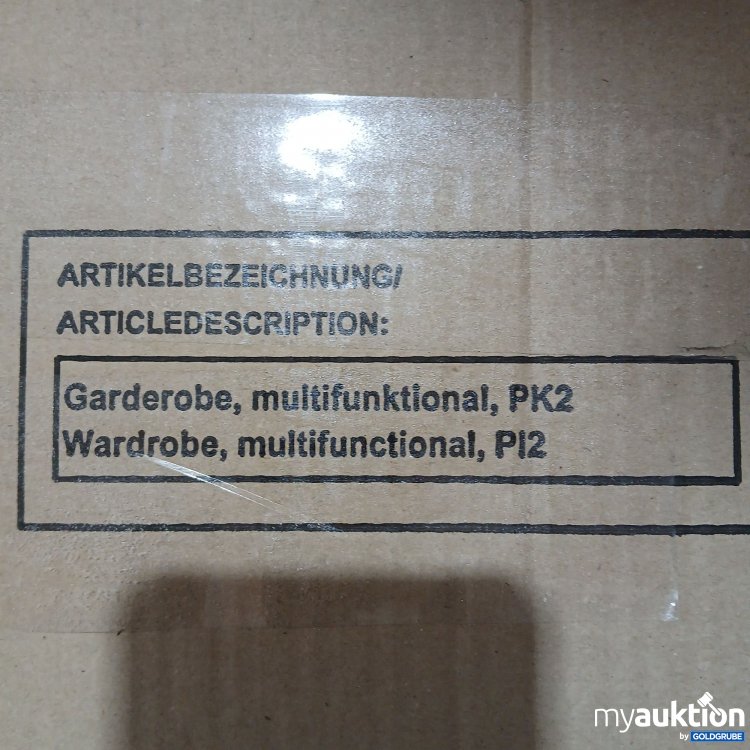 ARTIKELBEZEICHNUNG/
ARTICLEDESCRIPTION:
Garderobe, multifunktional, PK2
Wardrobe, multifunctional, PI2
myauktion
by GOLDGRUBE